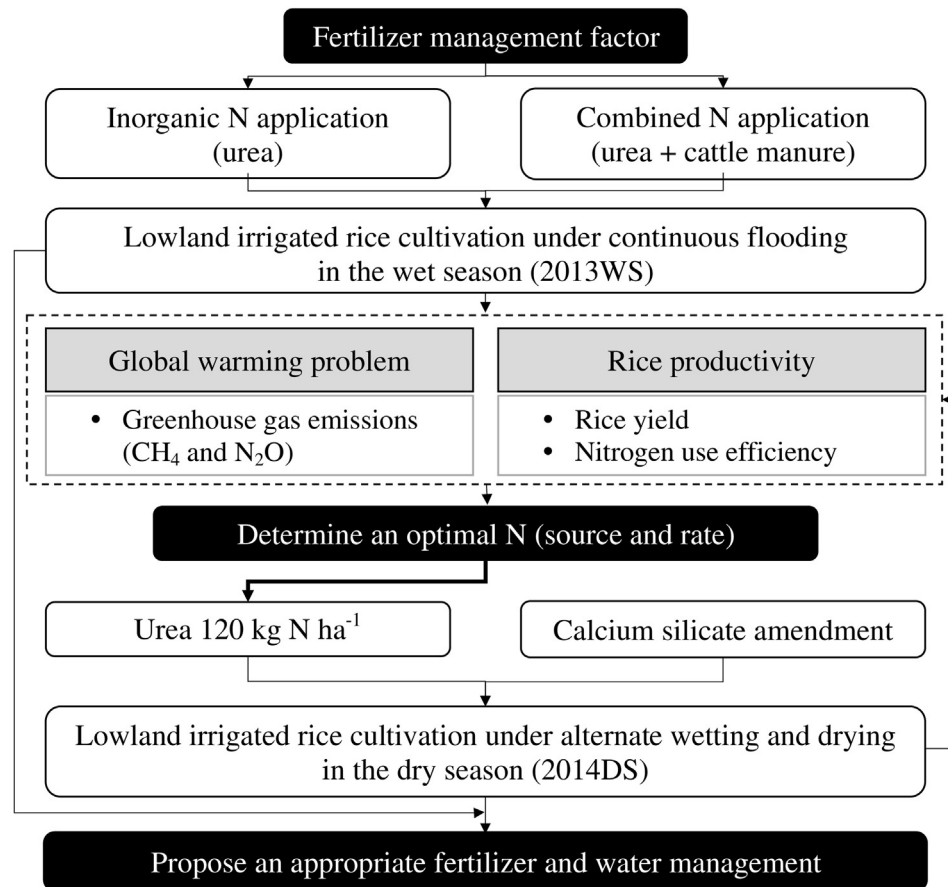 Fertilizer management factor
Inorganic N application
(urea)
Combined N application
(urea + cattle manure)
Lowland irrigated rice cultivation under continuous flooding
in the wet season (2013WS)
Global warming problem
• Greenhouse gas emissions
(CH₄ and N₂O)
Rice productivity
• Rice yield
• Nitrogen use efficiency
Determine an optimal N (source and rate)
Urea 120 kg N ha⁻¹
Calcium silicate amendment
Lowland irrigated rice cultivation under alternate wetting and drying
in the dry season (2014DS)
Propose an appropriate fertilizer and water management